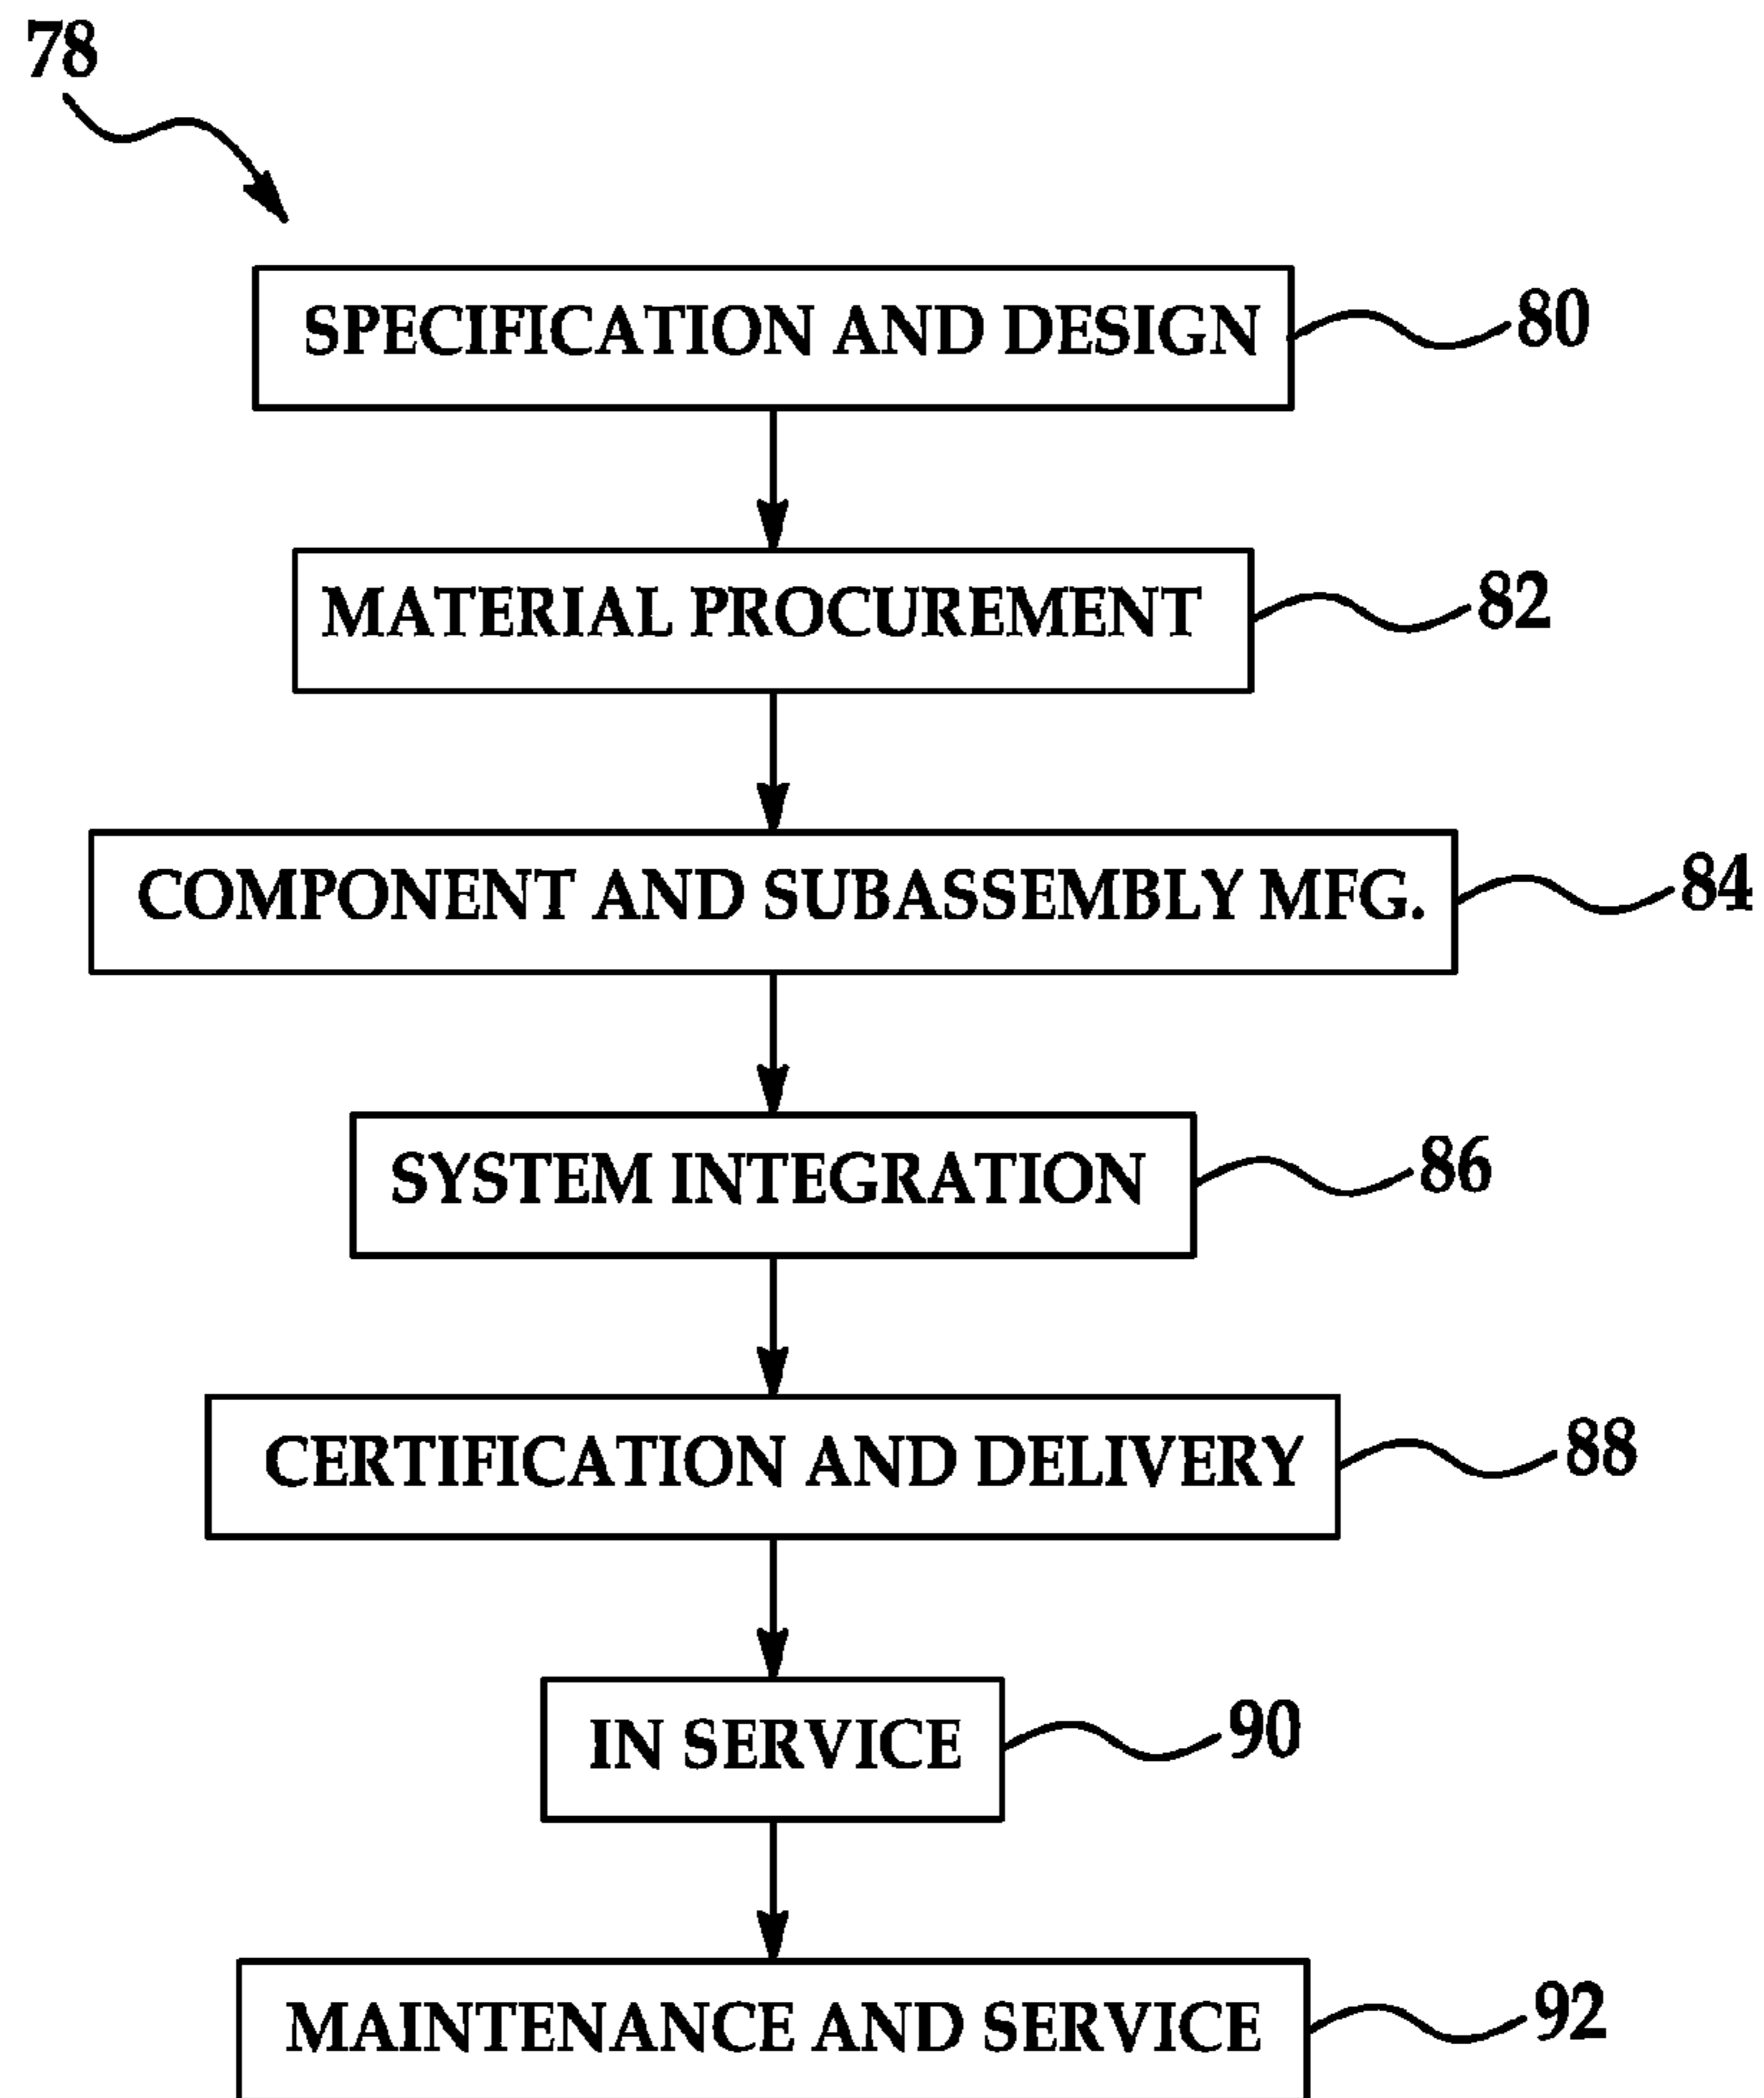 78
SPECIFICATION AND DESIGN 80
MATERIAL PROCUREMENT 82
COMPONENT AND SUBASSEMBLY MFG. 84
SYSTEM INTEGRATION 86
CERTIFICATION AND DELIVERY 88
IN SERVICE 90
MAINTENANCE AND SERVICE 92